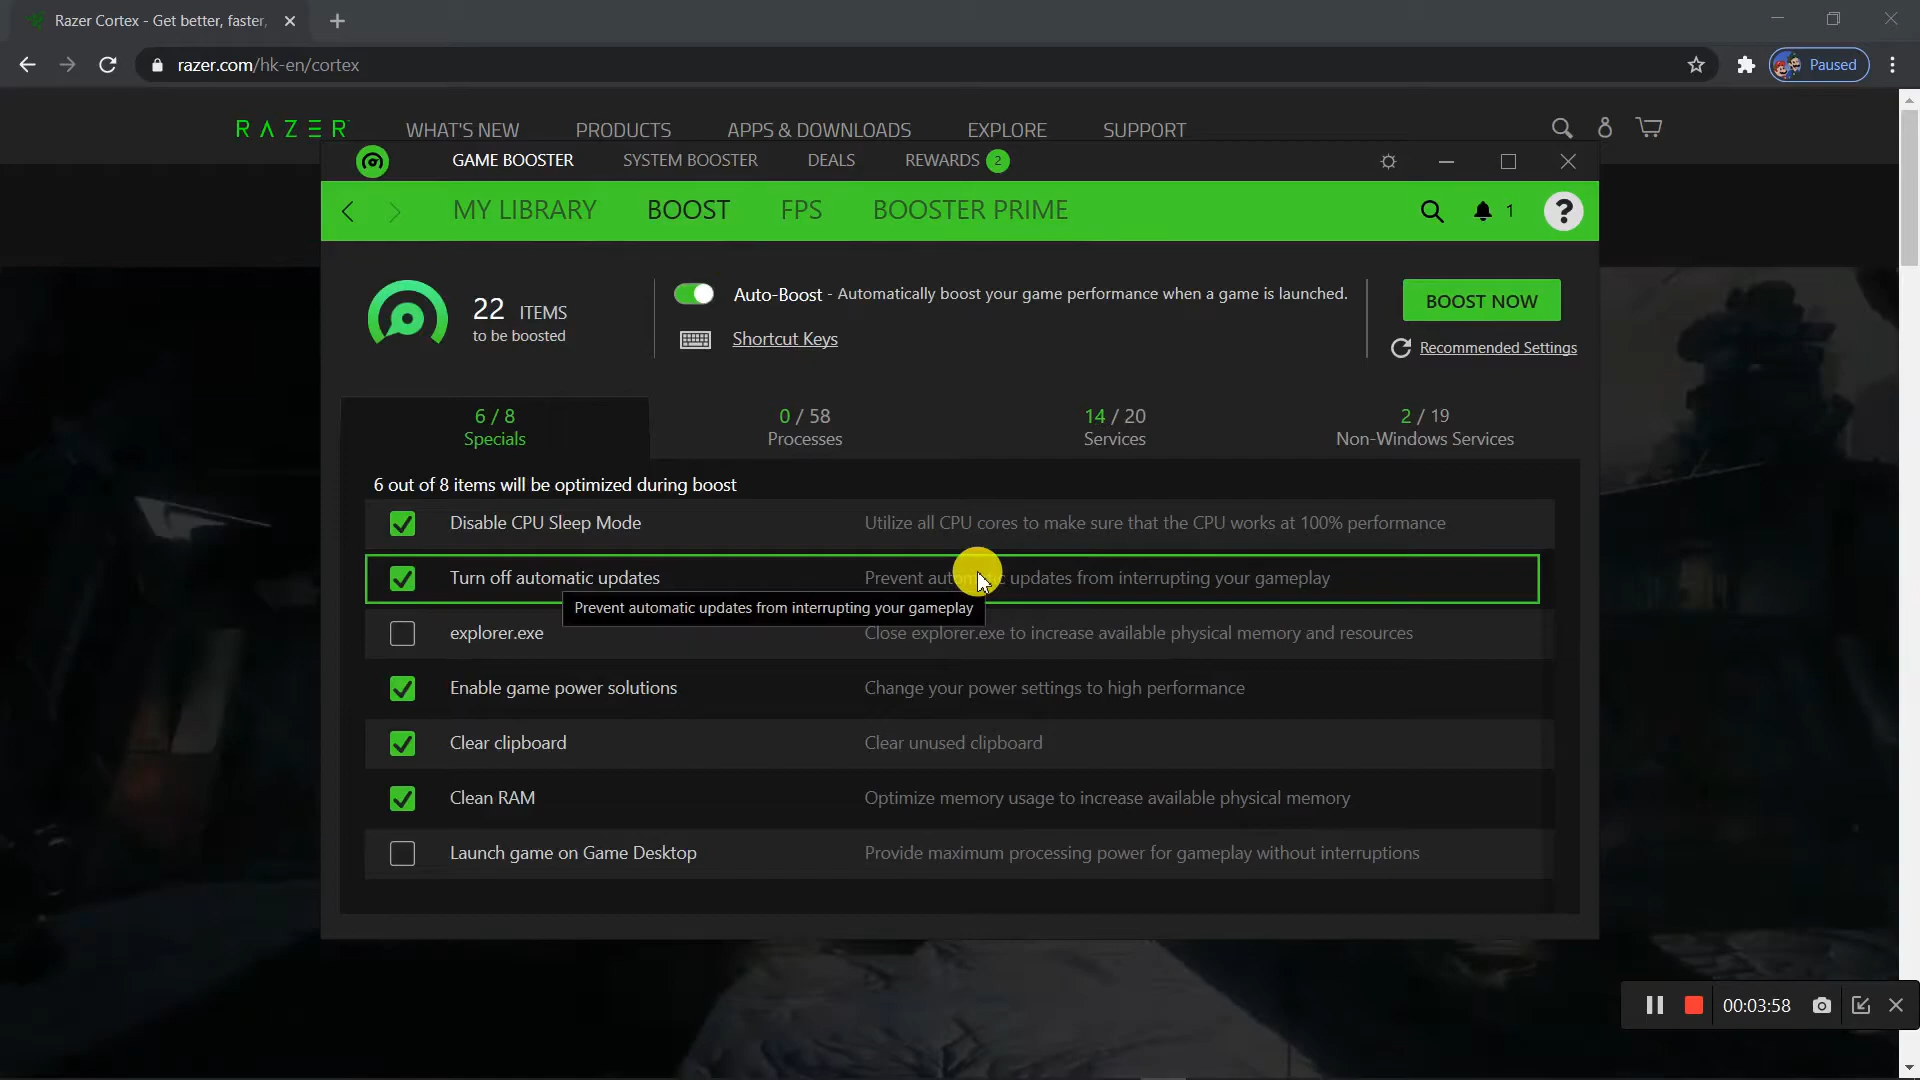 Razer Cortex - Get better, faster,
razer.com/hk-en/cortex
Paused
RAZER WHAT'S NEW PRODUCTS APPS & DOWNLOADS EXPLORE SUPPORT
GAME BOOSTER SYSTEM BOOSTER DEALS REWARDS 2
MY LIBRARY BOOST FPS BOOSTER PRIME 1 ?
22 ITEMS
to be boosted
Auto-Boost - Automatically boost your game performance when a game is launched.
Shortcut Keys
BOOST NOW
Recommended Settings
6 / 8
Specials
0 / 58
Processes
14 / 20
Services
2 / 19
Non-Windows Services
6 out of 8 items will be optimized during boost
Disable CPU Sleep Mode Utilize all CPU cores to make sure that the CPU works at 100% performance
Turn off automatic updates Prevent automatic updates from interrupting your gameplay
Prevent automatic updates from interrupting your gameplay
explorer.exe Close explorer.exe to increase available physical memory and resources
Enable game power solutions Change your power settings to high performance
Clear clipboard Clear unused clipboard
Clean RAM Optimize memory usage to increase available physical memory
Launch game on Game Desktop Provide maximum processing power for gameplay without interruptions
00:03:58